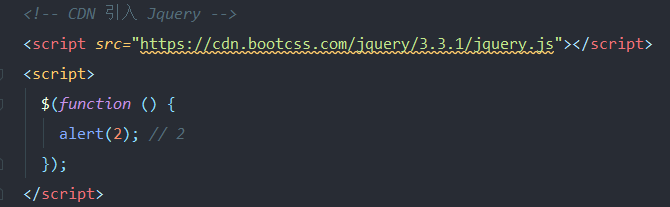 <!-- CDN 引入 Jquery -->
<script src="https://cdn.bootcss.com/jquery/3.3.1/jquery.js"></script>
<script>
  $(function () {
    alert(2); // 2
  });
</script>